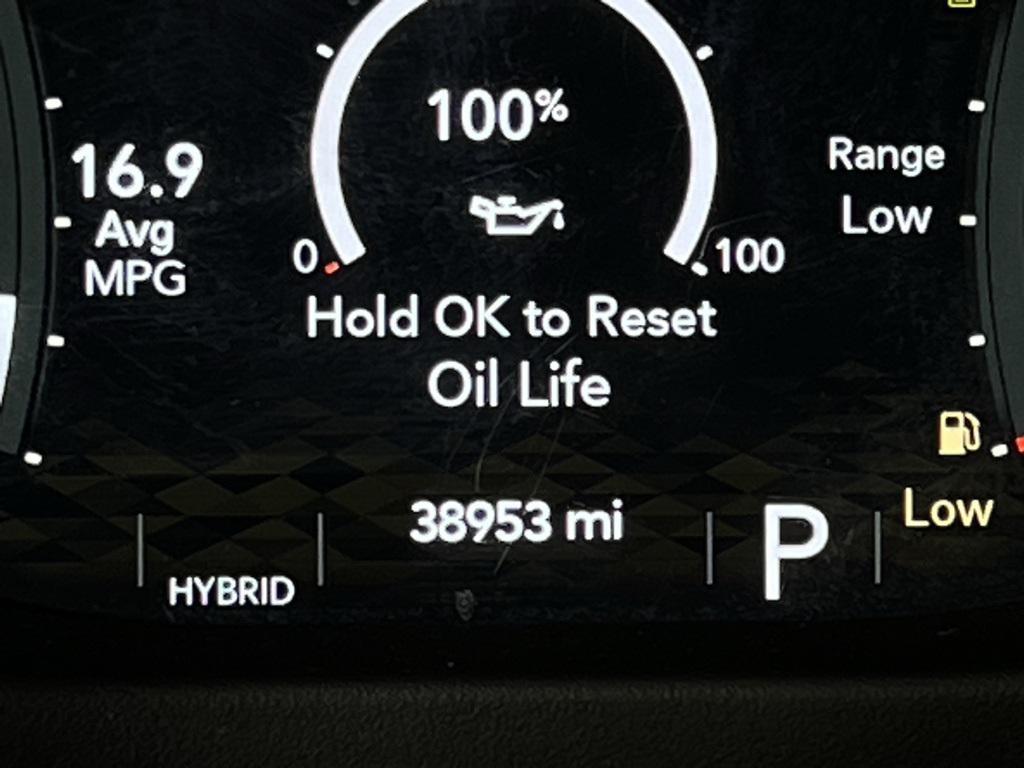 100%
16.9
Avg
MPG
Range
Low
0
100
Hold OK to Reset
Oil Life
38953 mi
P
Low
HYBRID